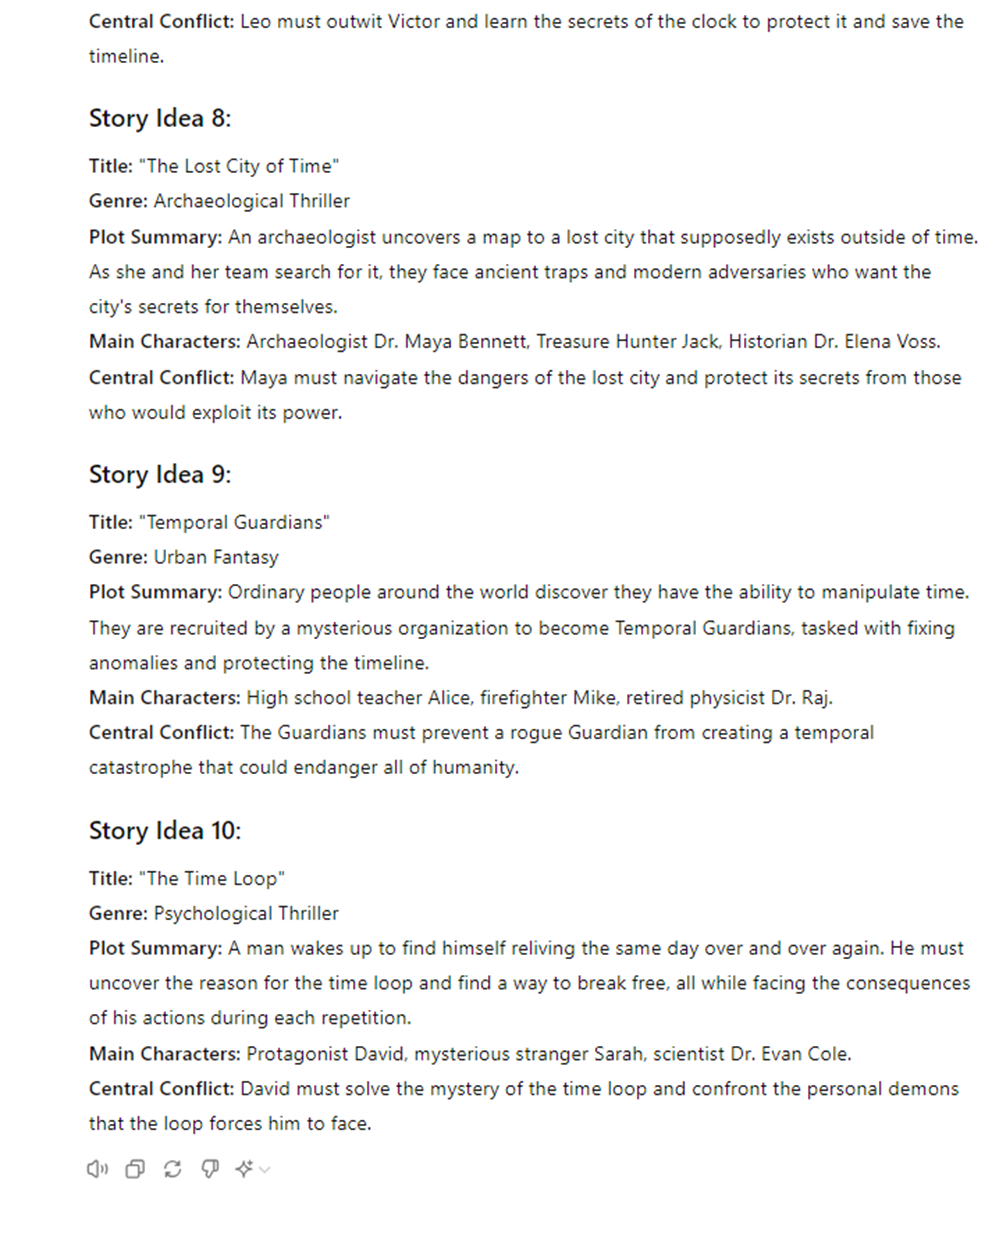 Central Conflict: Leo must outwit Victor and learn the secrets of the clock to protect it and save the
timeline.
Story Idea 8:
Title: "The Lost City of Time"
Genre: Archaeological Thriller
Plot Summary: An archaeologist uncovers a map to a lost city that supposedly exists outside of time.
As she and her team search for it, they face ancient traps and modern adversaries who want the
city's secrets for themselves.
Main Characters: Archaeologist Dr. Maya Bennett, Treasure Hunter Jack, Historian Dr. Elena Voss.
Central Conflict: Maya must navigate the dangers of the lost city and protect its secrets from those
who would exploit its power.
Story Idea 9:
Title: "Temporal Guardians"
Genre: Urban Fantasy
Plot Summary: Ordinary people around the world discover they have the ability to manipulate time.
They are recruited by a mysterious organization to become Temporal Guardians, tasked with fixing
anomalies and protecting the timeline.
Main Characters: High school teacher Alice, firefighter Mike, retired physicist Dr. Raj.
Central Conflict: The Guardians must prevent a rogue Guardian from creating a temporal
catastrophe that could endanger all of humanity.
Story Idea 10:
Title: "The Time Loop"
Genre: Psychological Thriller
Plot Summary: A man wakes up to find himself reliving the same day over and over again. He must
uncover the reason for the time loop and find a way to break free, all while facing the consequences
of his actions during each repetition.
Main Characters: Protagonist David, mysterious stranger Sarah, scientist Dr. Evan Cole.
Central Conflict: David must solve the mystery of the time loop and confront the personal demons
that the loop forces him to face.